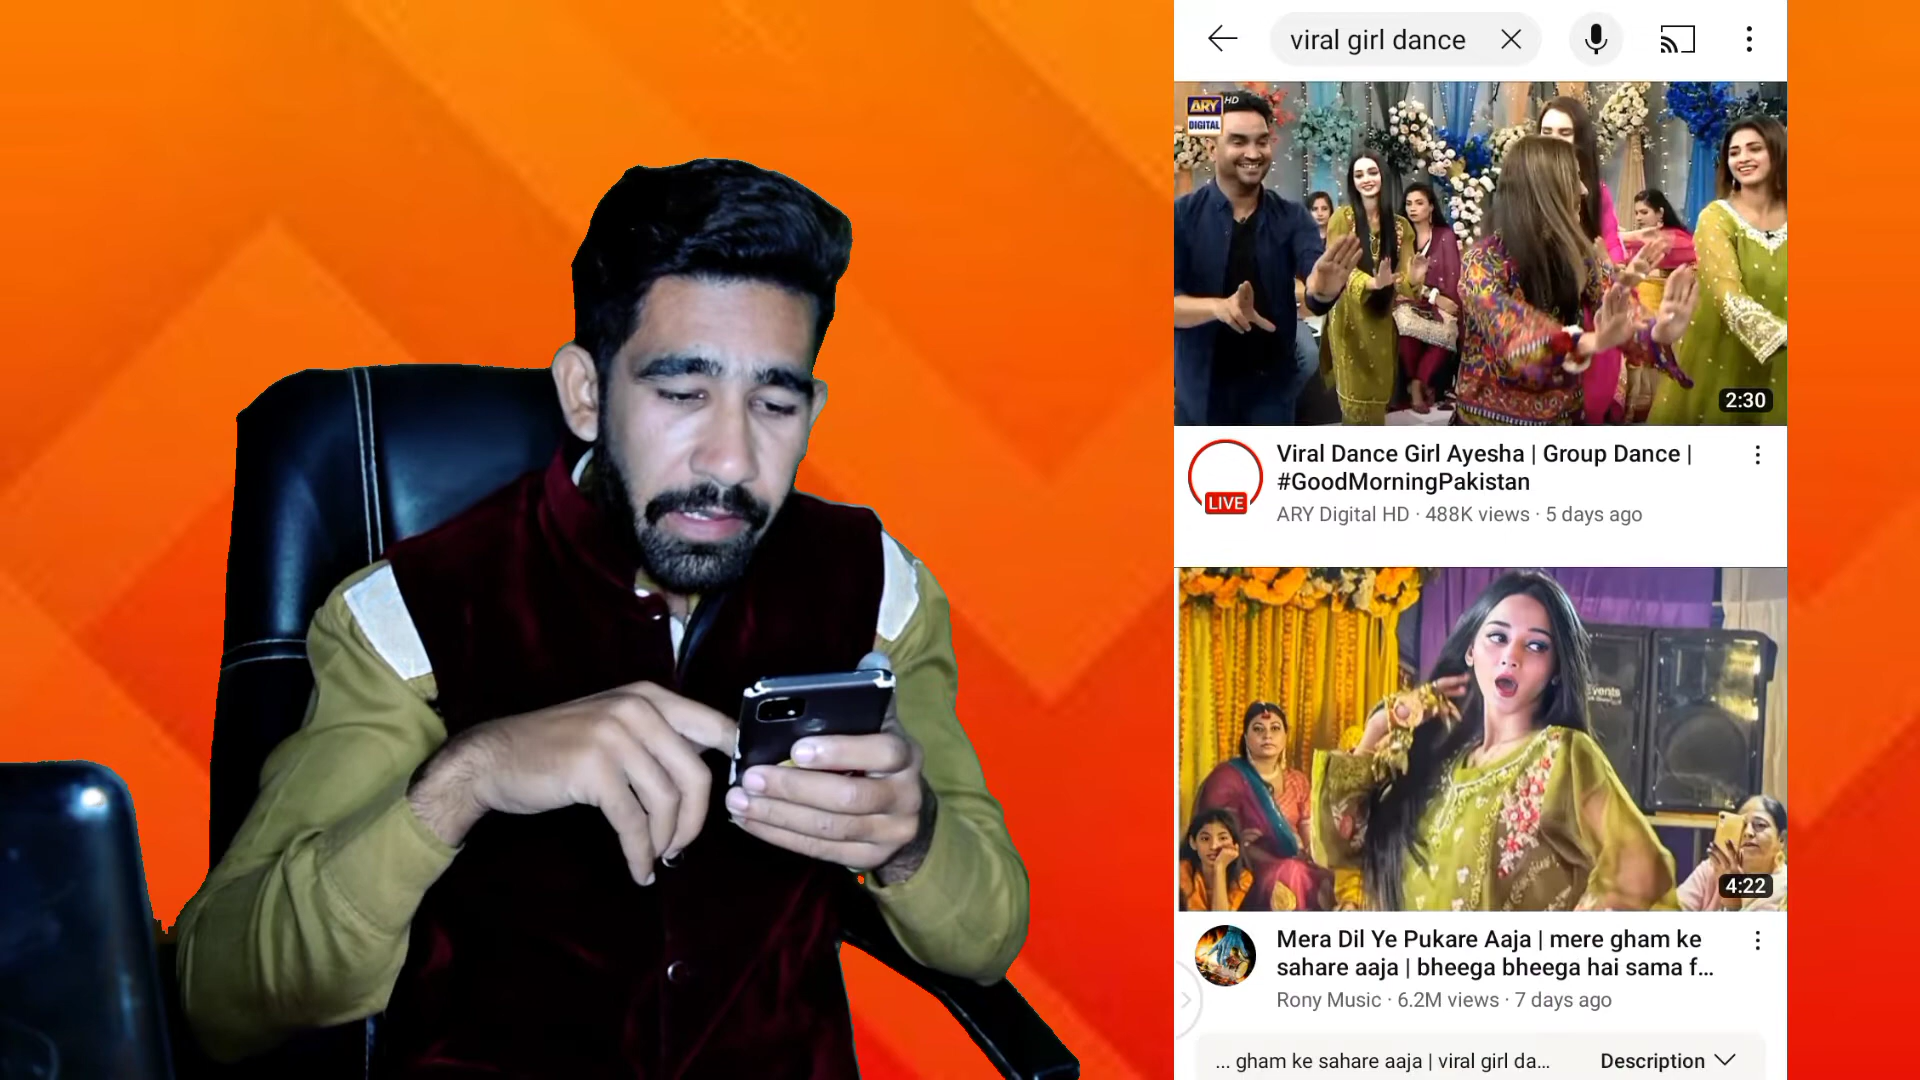 viral girl dance
ARY HD
DIGITAL
2:30
Viral Dance Girl Ayesha | Group Dance |
#GoodMorningPakistan
LIVE
ARY Digital HD · 488K views · 5 days ago
Events
4:22
Mera Dil Ye Pukare Aaja | mere gham ke
sahare aaja | bheega bheega hai sama f...
Rony Music · 6.2M views · 7 days ago
... gham ke sahare aaja | viral girl da...
Description